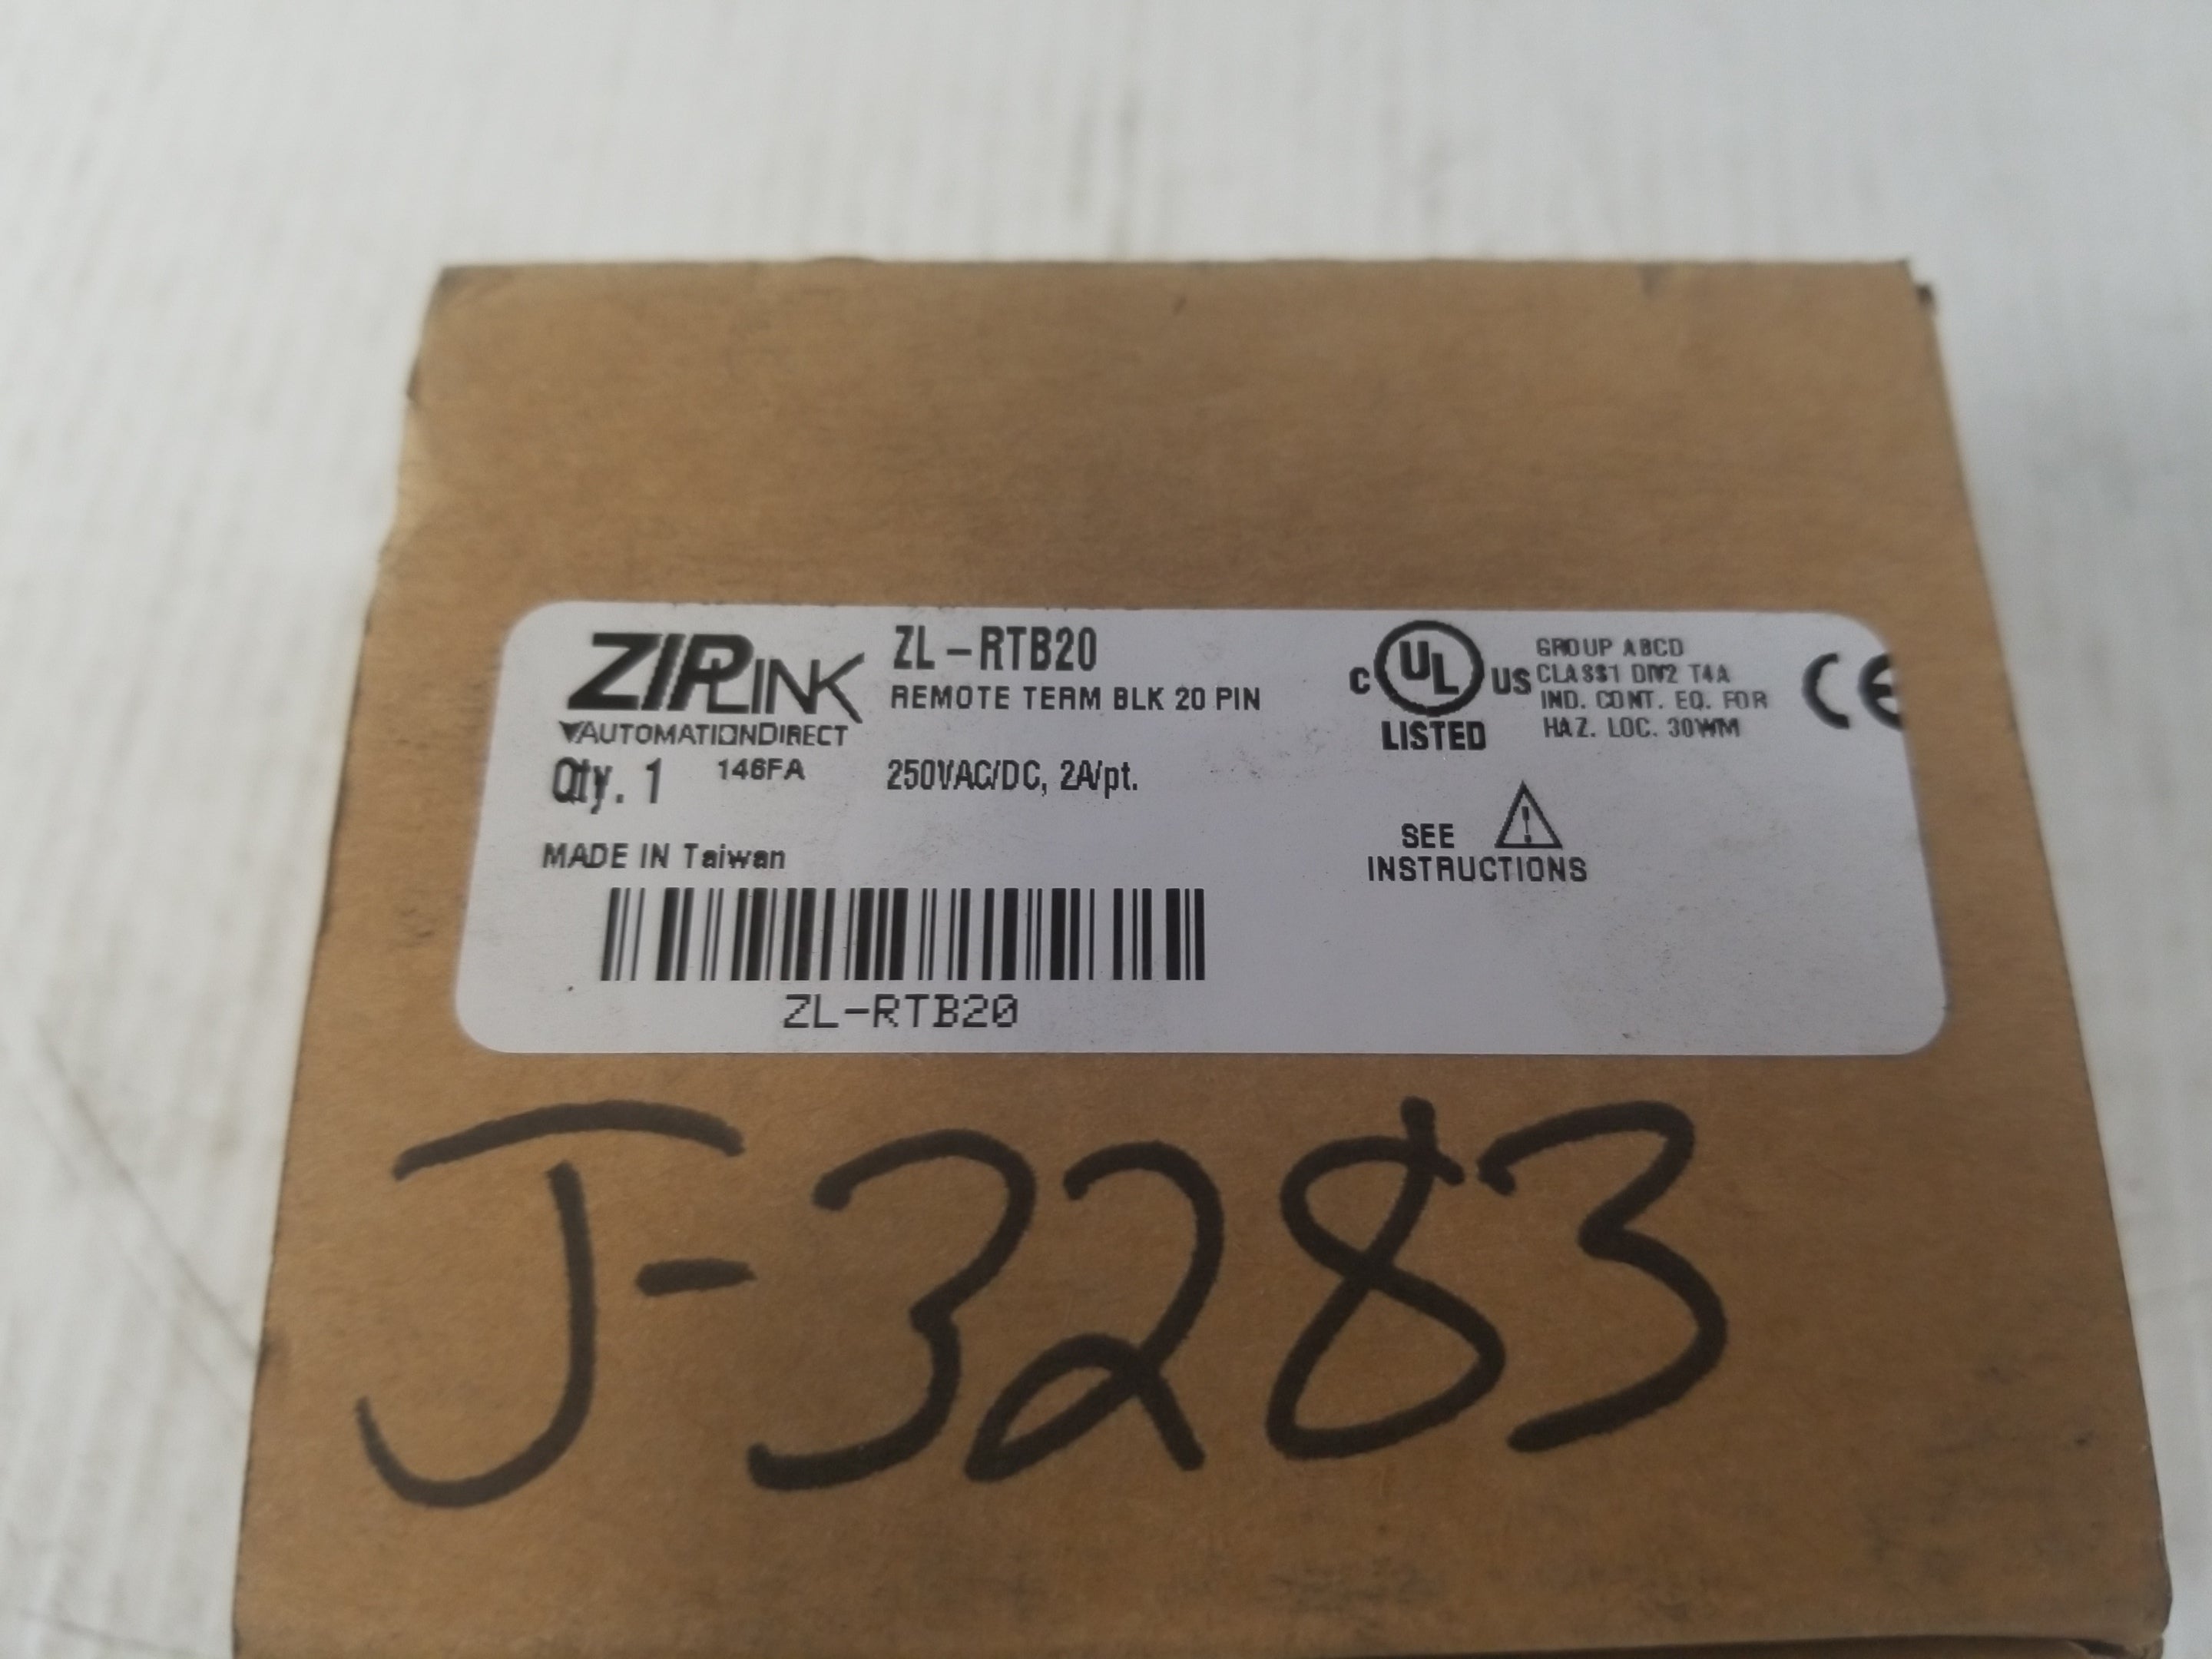 ZIPLINK
AUTOMATIONDIRECT
ZL-RTB20
REMOTE TERM BLK 20 PIN
Qty. 1 146FA 250VAC/DC, 2A/pt.
MADE IN Taiwan
ZL-RTB20
C UL US
LISTED
GROUP ABCD
CLASS1 DIV2 T4A
IND. CONT. EQ. FOR
HAZ. LOC. 30WM
CE
SEE
INSTRUCTIONS
J-3283